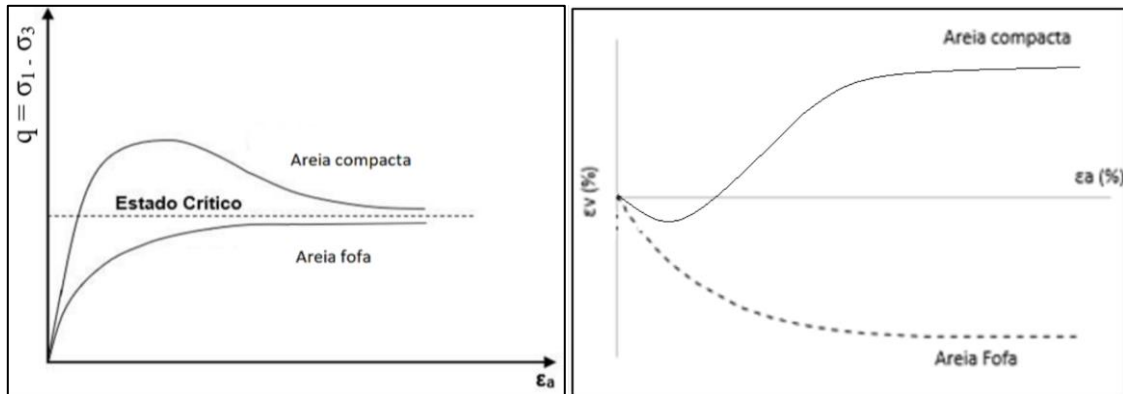 q = σ₁ - σ₃
Areia compacta
Estado Crítico
Areia fofa
εₐ
Areia compacta
εv (%)
εa (%)
Areia Fofa